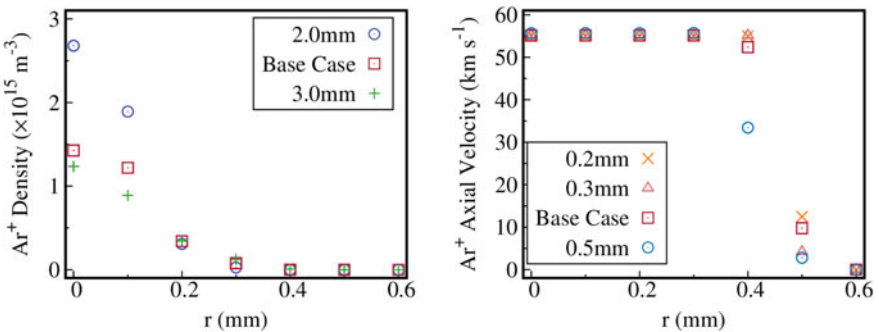 Ar⁺ Density (×10¹⁵ m⁻³)
3
2
1
0
2.0mm
Base Case
3.0mm
0 0.2 0.4 0.6
r (mm)
Ar⁺ Axial Velocity (km s⁻¹)
60
55
30
35
20
10
0
0.2mm
0.3mm
Base Case
0.5mm
0 0.2 0.4 0.6
r (mm)